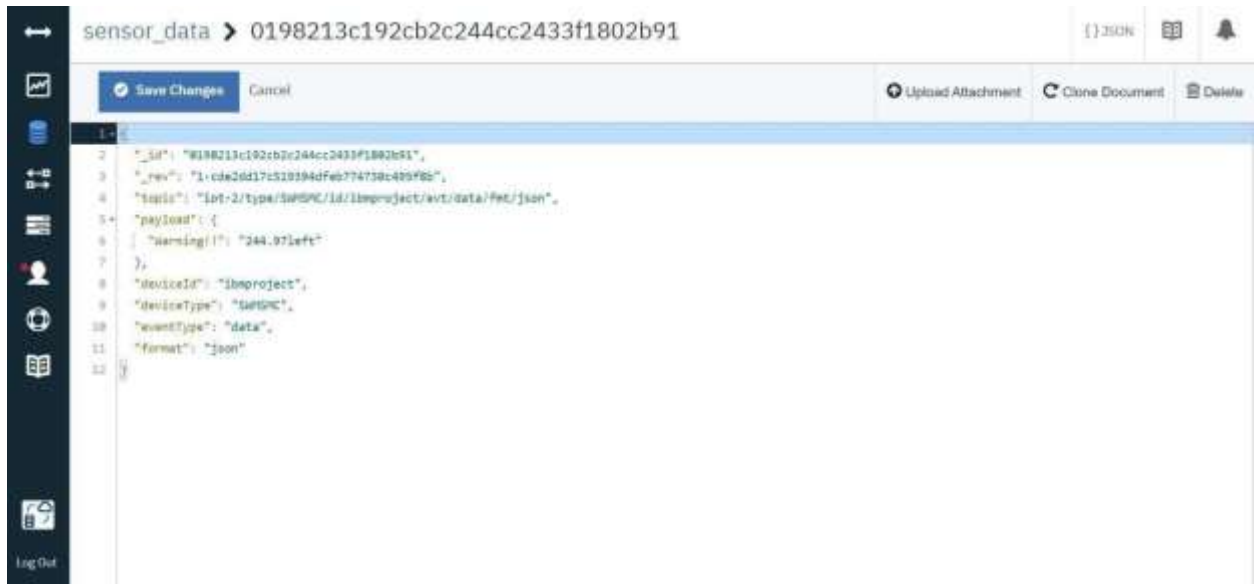 sensor_data > 0198213c192cb2c244cc2433f1802b91
{} JSON
Save Changes
Cancel
Upload Attachment
Clone Document
Delete
1 {
2 "_id": "0198213c192cb2c244cc2433f1802b91",
3 "_rev":
4 "topic": "iot-2/type/SWMSMC/id/ibmproject/evt/data/fmt/json",
5 "payload": {
6 "Warning!!": "244.97left"
7 },
8 "deviceId": "ibmproject",
9 "deviceType": "SWMSMC",
10 "eventType": "data",
11 "format": "json"
12 }
Log Out